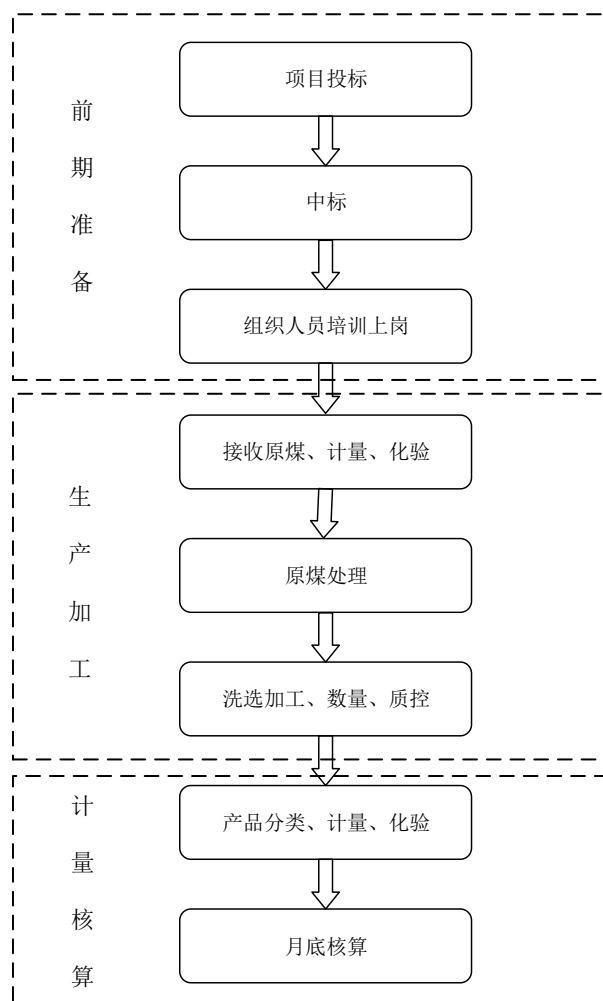 前期准备
项目投标
中标
组织人员培训上岗
生产加工
接收原煤、计量、化验
原煤处理
洗选加工、数量、质控
计量核算
产品分类、计量、化验
月底核算